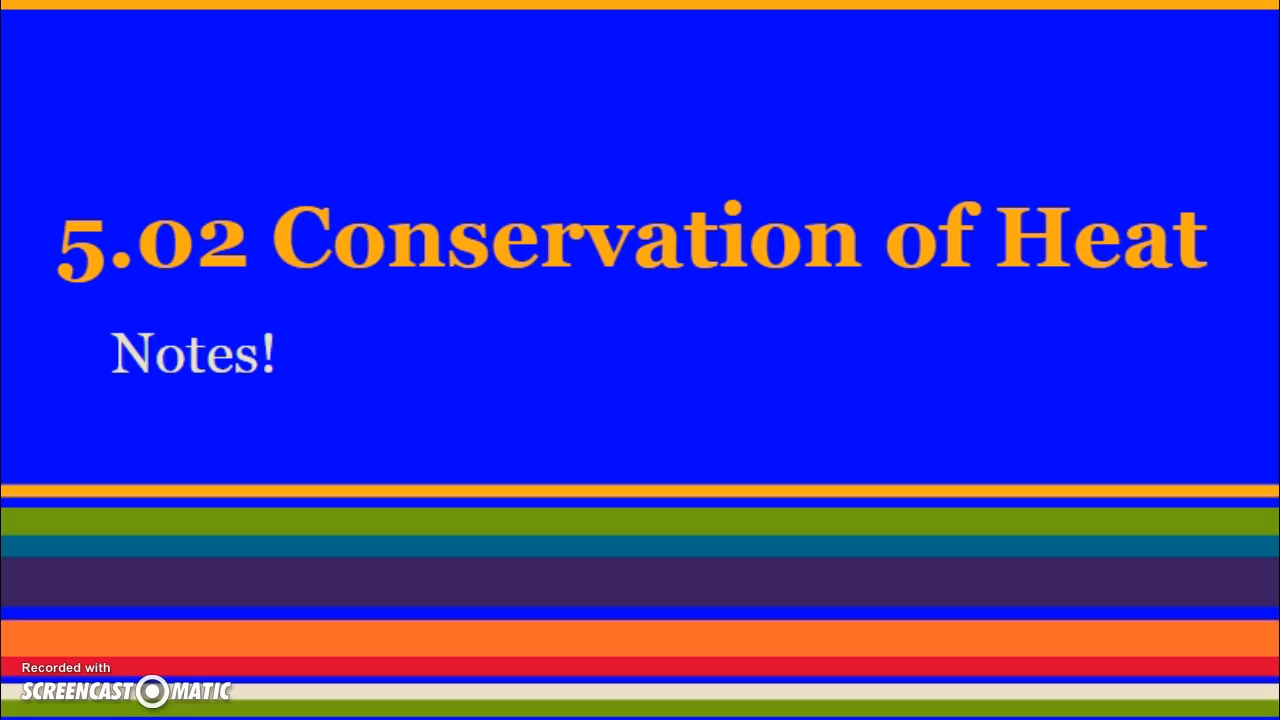 5.02 Conservation of Heat
Notes!
Recorded with
SCREENCAST O MATIC